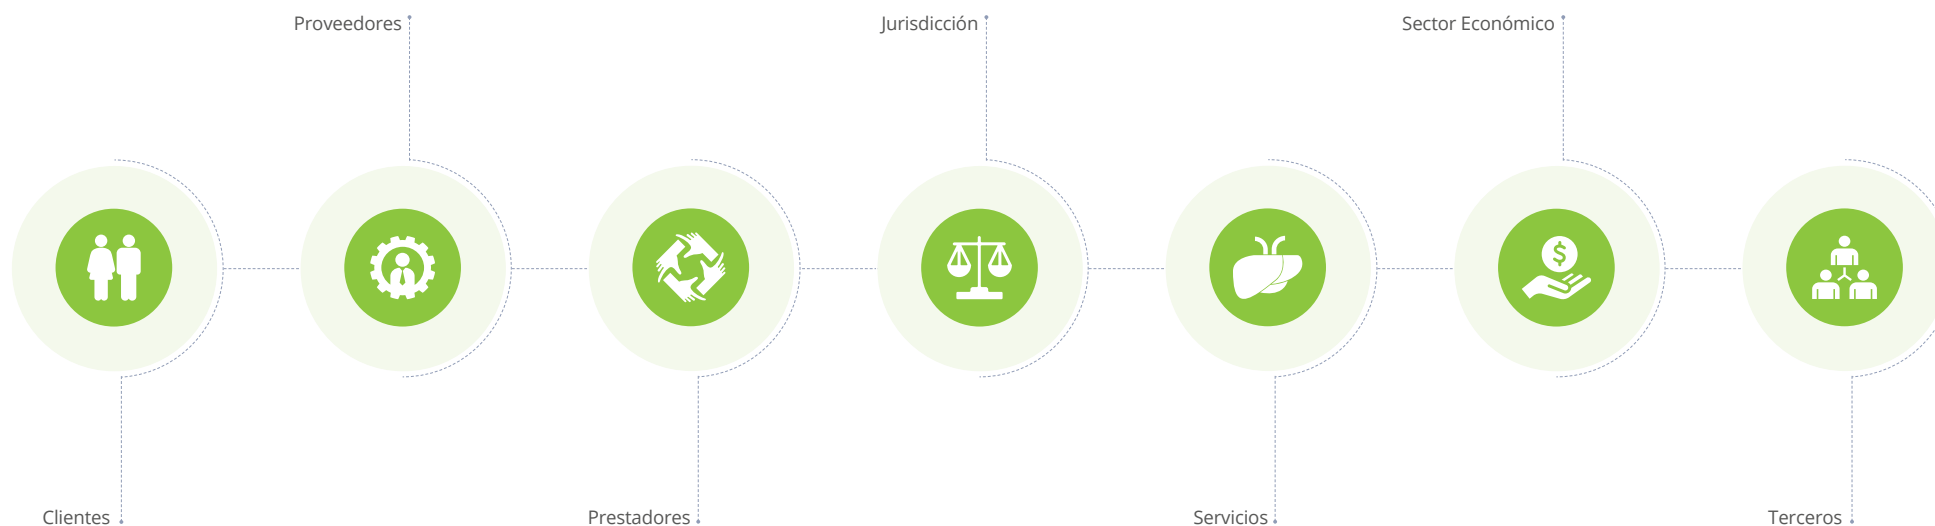 Proveedores
Jurisdicción
Sector Económico
Clientes
Prestadores
Servicios
Terceros